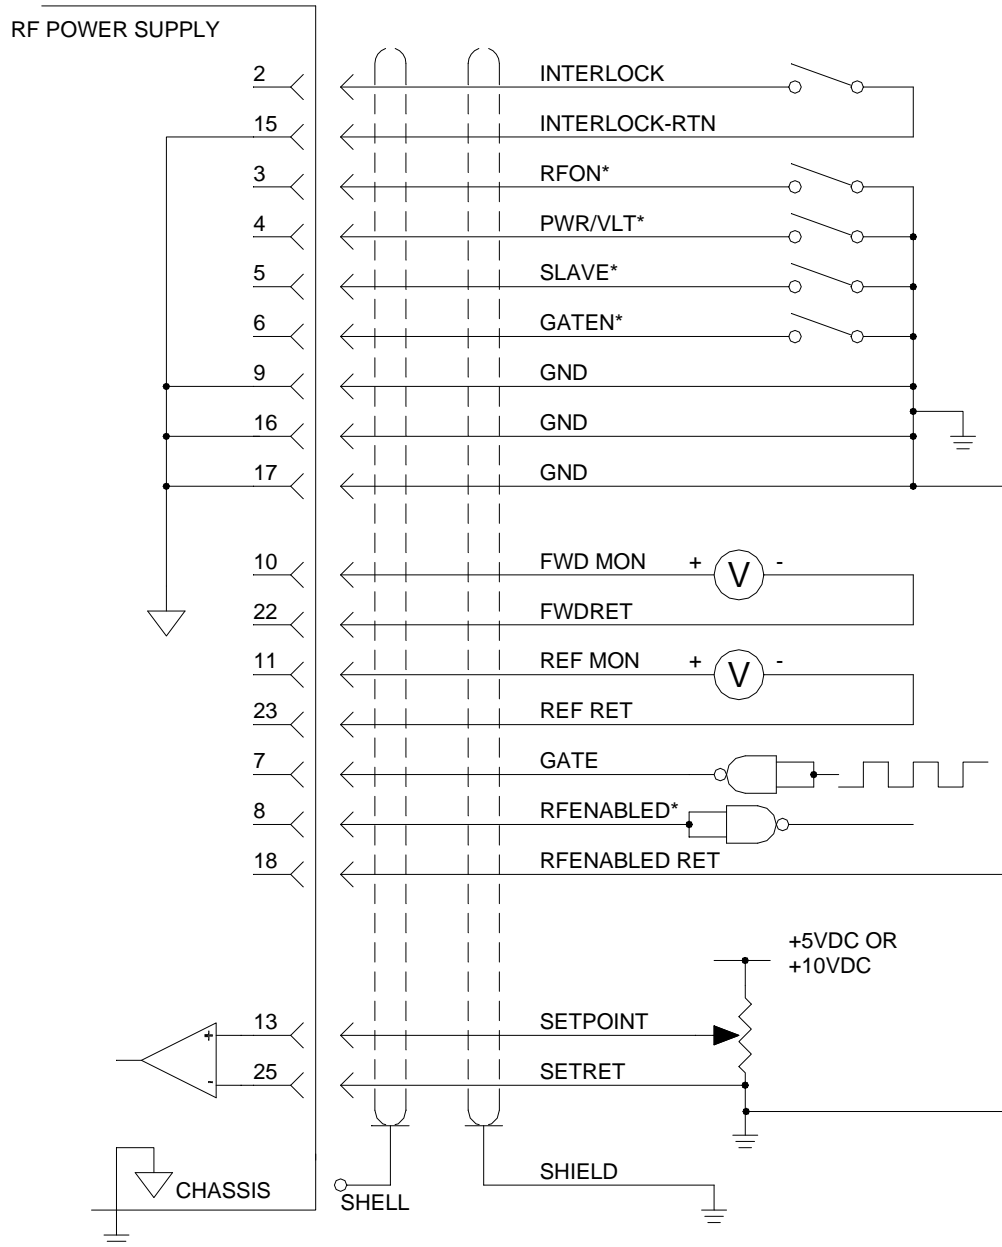 RF POWER SUPPLY
2 INTERLOCK
15 INTERLOCK-RTN
3 RFON*
4 PWR/VLT*
5 SLAVE*
6 GATEN*
9 GND
16 GND
17 GND
10 FWD MON + V -
22 FWDRET
11 REF MON + V -
23 REF RET
7 GATE
8 RFENABLED*
18 RFENABLED RET
+5VDC OR
+10VDC
13 SETPOINT
+
25 SETRET
-
CHASSIS
SHELL
SHIELD